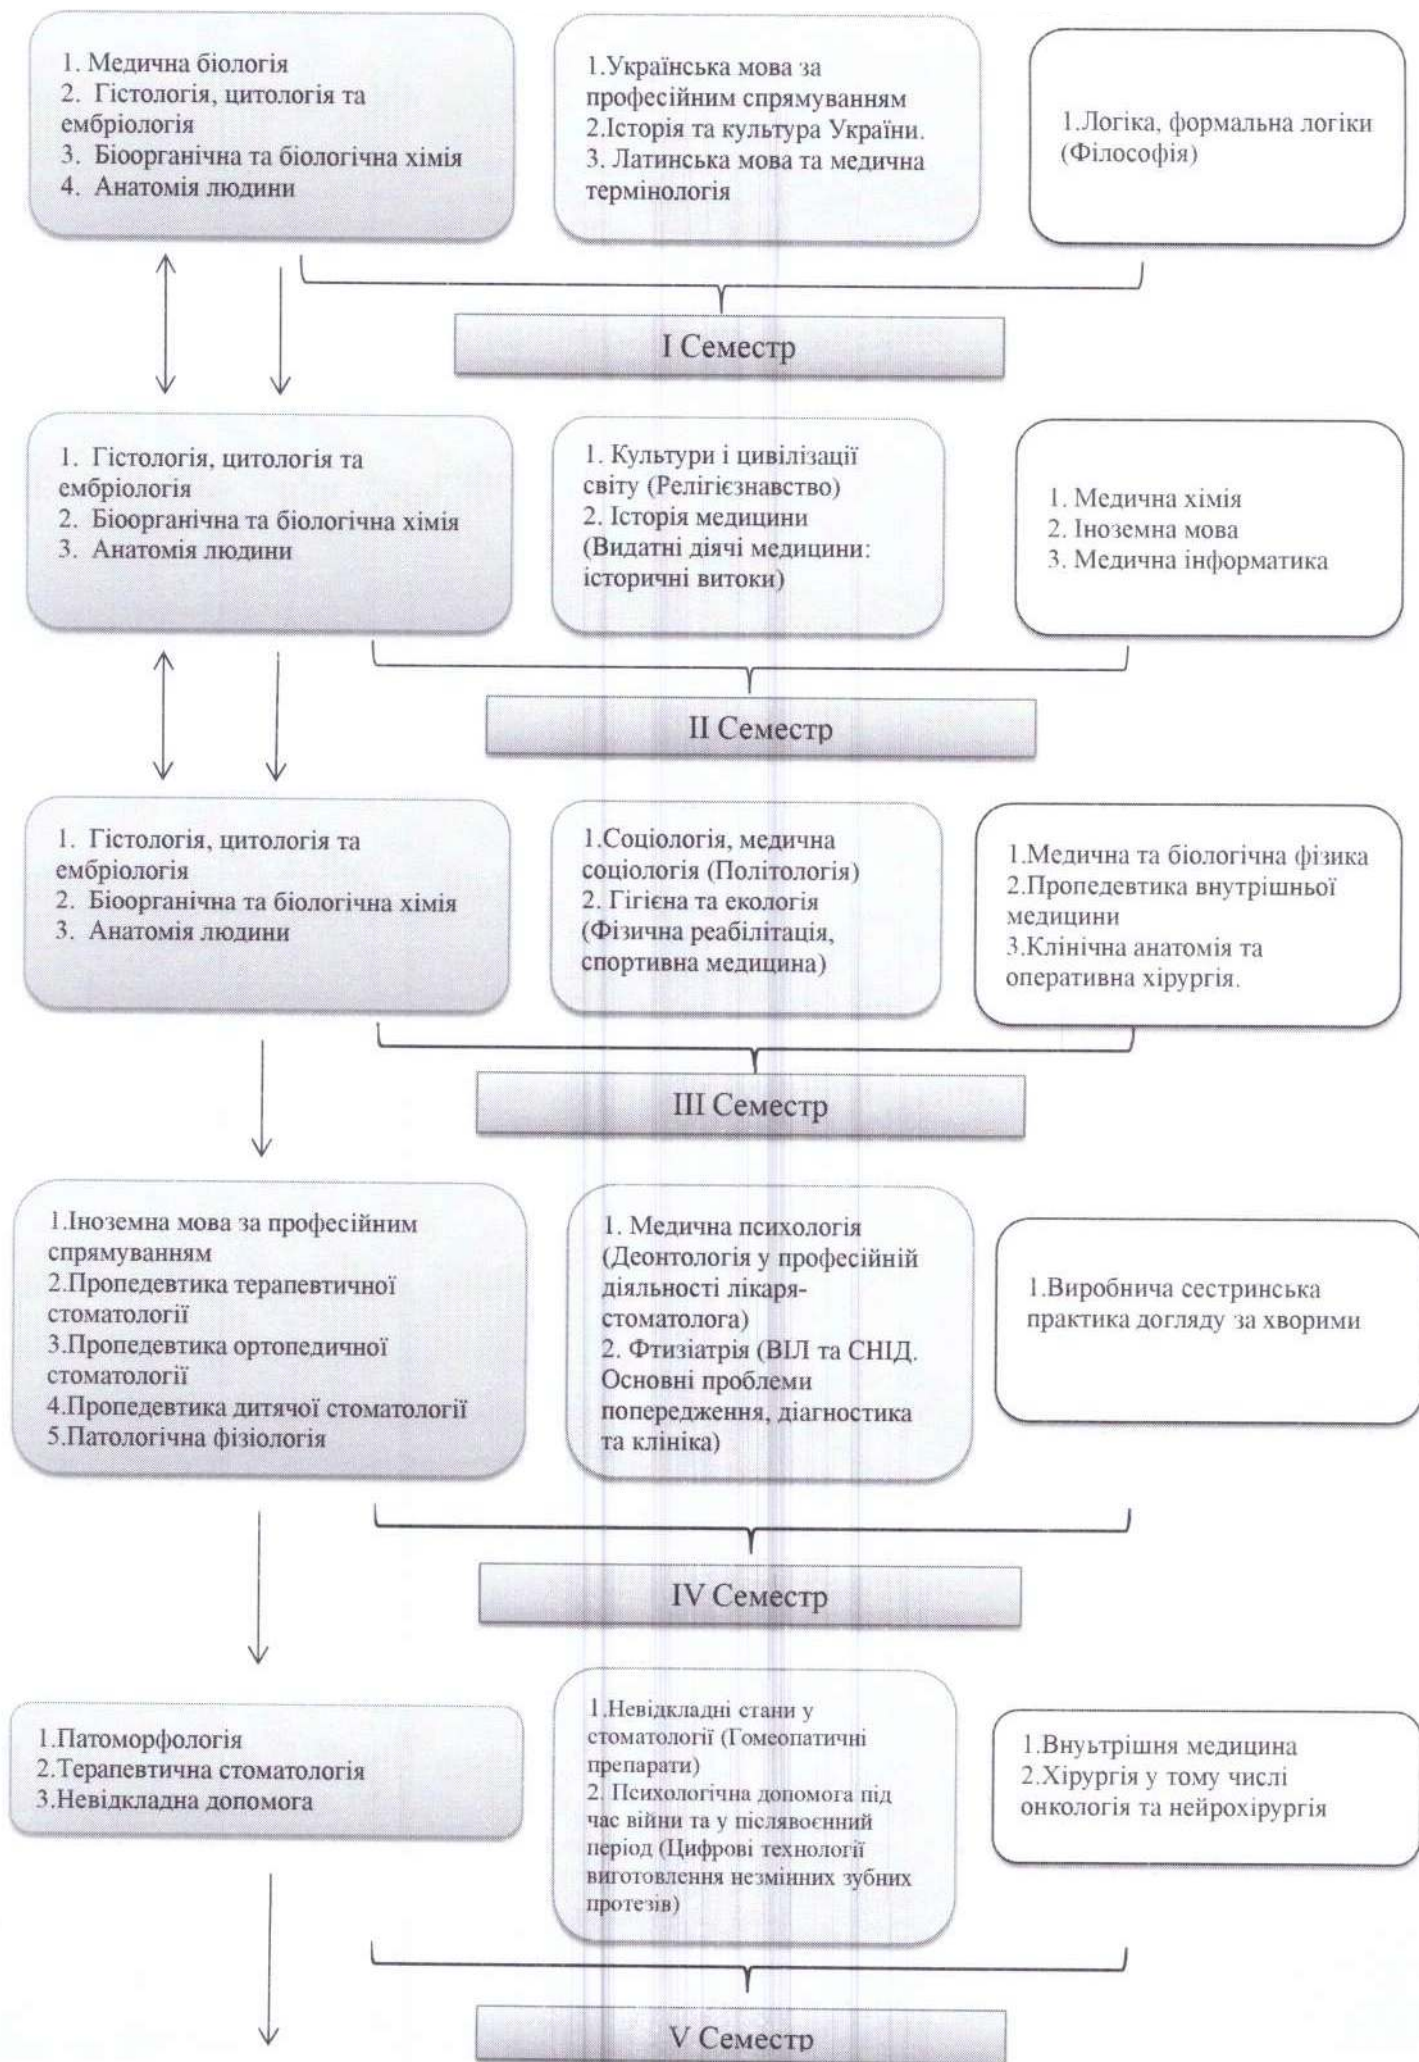 1. Медична біологія
2. Гістологія, цитологія та
ембріологія
3. Біоорганічна та біологічна хімія
4. Анатомія людини
1.Українська мова за
професійним спрямуванням
2.Історія та культура України.
3. Латинська мова та медична
термінологія
1.Логіка, формальна логіки
(Філософія)
I Семестр
1. Гістологія, цитологія та
ембріологія
2. Біоорганічна та біологічна хімія
3. Анатомія людини
1. Культури і цивілізації
світу (Релігієзнавство)
2. Історія медицини
(Видатні діячі медицини:
історичні витоки)
1. Медична хімія
2. Іноземна мова
3. Медична інформатика
II Семестр
1. Гістологія, цитологія та
ембріологія
2. Біоорганічна та біологічна хімія
3. Анатомія людини
1.Соціологія, медична
соціологія (Політологія)
2. Гігієна та екологія
(Фізична реабілітація,
спортивна медицина)
1.Медична та біологічна фізика
2.Пропедевтика внутрішньої
медицини
3.Клінічна анатомія та
оперативна хірургія.
III Семестр
1.Іноземна мова за професійним
спрямуванням
2.Пропедевтика терапевтичної
стоматології
3.Пропедевтика ортопедичної
стоматології
4.Пропедевтика дитячої стоматології
5.Патологічна фізіологія
1. Медична психологія
(Деонтологія у професійній
діяльності лікаря-
стоматолога)
2. Фтизіатрія (ВІЛ та СНІД.
Основні проблеми
попередження, діагностика
та клініка)
1.Виробнича сестринська
практика догляду за хворими
IV Семестр
1.Патоморфологія
2.Терапевтична стоматологія
3.Невідкладна допомога
1.Невідкладні стани у
стоматології (Гомеопатичні
препарати)
2. Психологічна допомога під
час війни та у післявоєнний
період (Цифрові технології
виготовлення незмінних зубних
протезів)
1.Внуьтрішня медицина
2.Хірургія у тому числі
онкологія та нейрохірургія
V Семестр